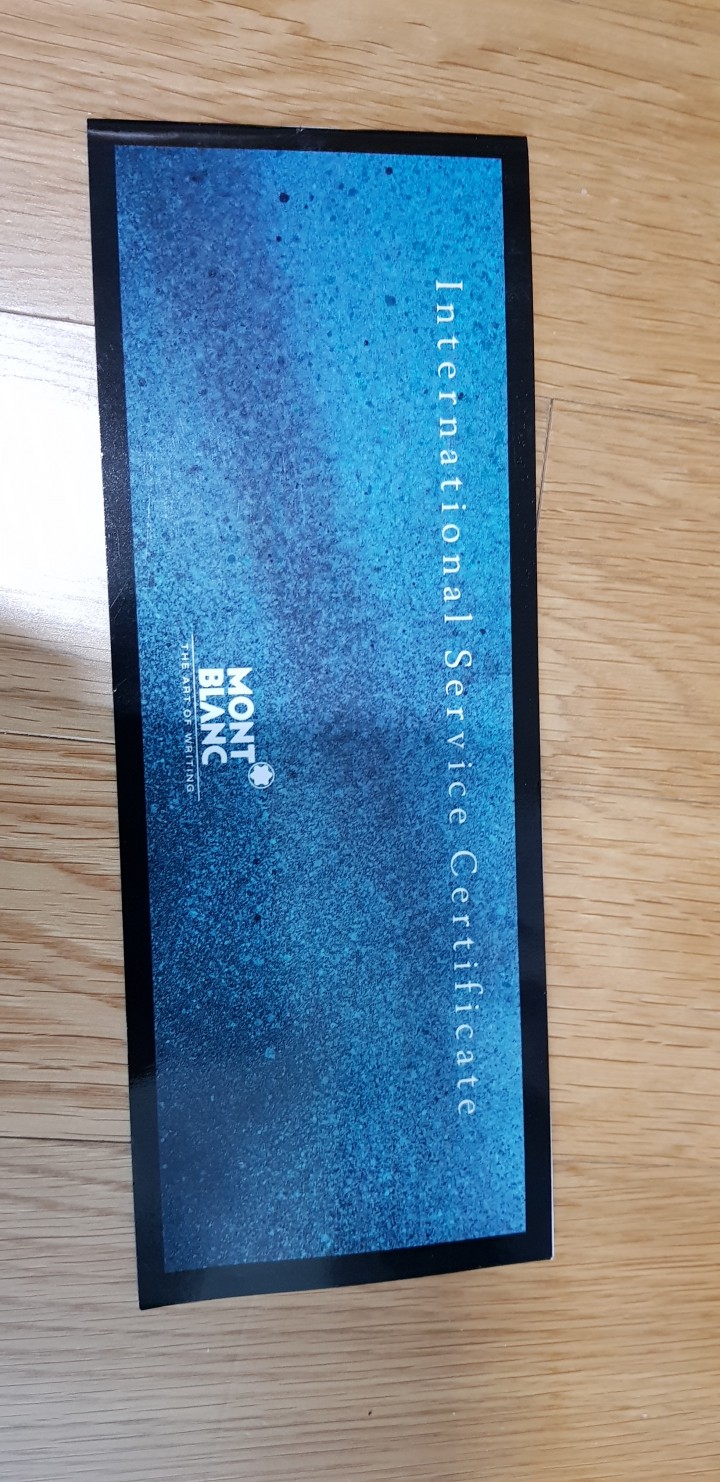 International Service Certificate
MONT
BLANC
THE ART OF WRITING